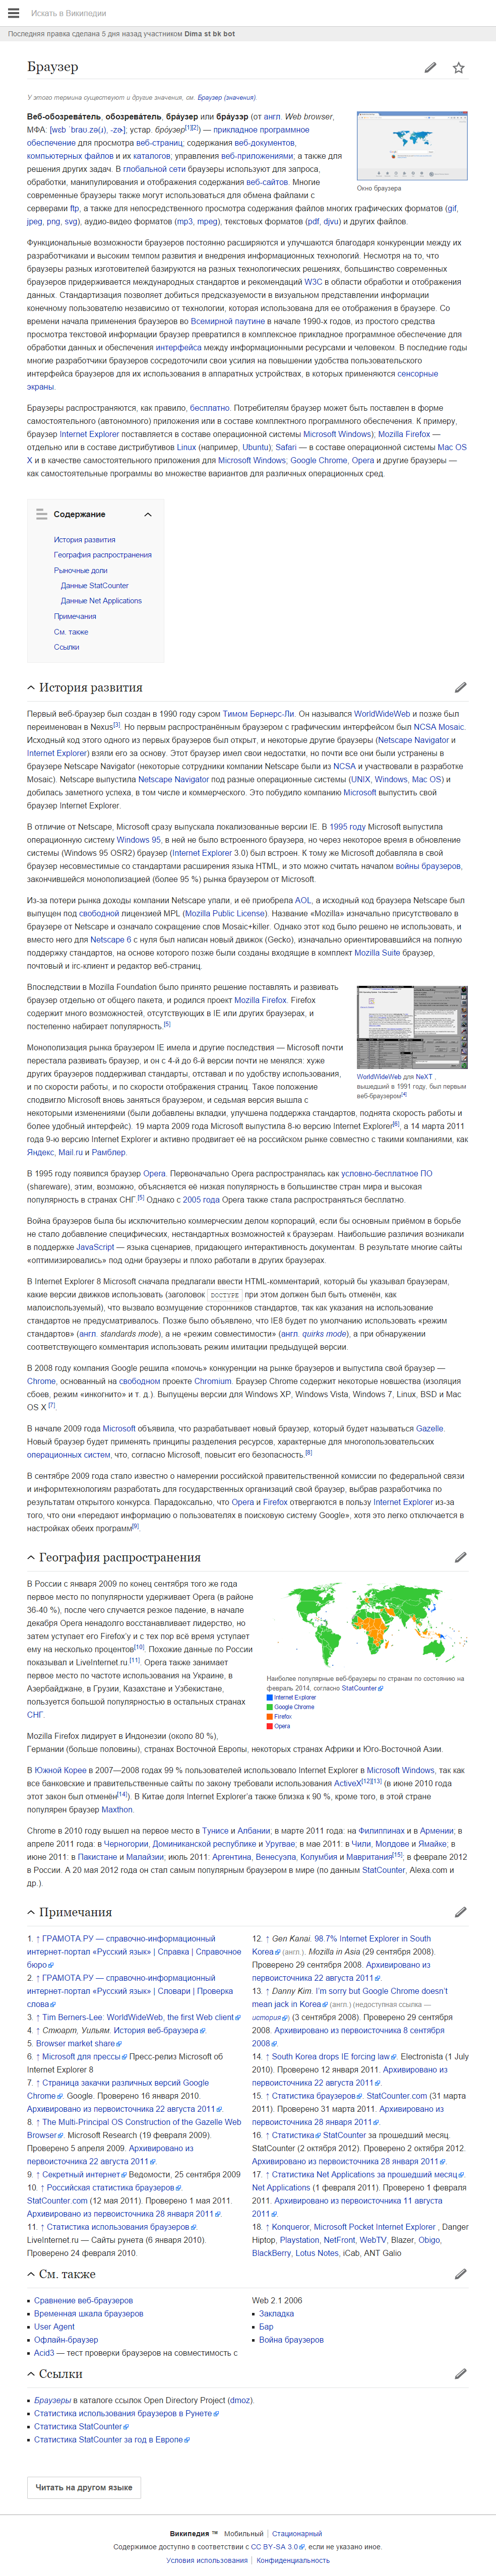 Искать в Википедии
Последняя правка сделана 5 дня назад участником Dima st bk bot
Браузер
У этого термина существуют и другие значения, см. Браузер (значения).
Веб-обозрева́тель, обозрева́тель, бра́узер или бра́уззр (от англ. Web browser,
МФА: [wɛb ˈbraʊ.zə(ɹ), -zɚ]; устар. бро́узер[1][2]) — прикладное программное
обеспечение для просмотра веб-страниц; содержания веб-документов,
компьютерных файлов и их каталогов; управления веб-приложениями; а также для
решения других задач. В глобальной сети браузеры используют для запроса,
обработки, манипулирования и отображения содержания веб-сайтов. Многие
современные браузеры также могут использоваться для обмена файлами с
серверами ftp, а также для непосредственного просмотра содержания файлов многих графических форматов (gif,
jpeg, png, svg), аудио-видео форматов (mp3, mpeg), текстовых форматов (pdf, djvu) и других файлов.
Окно браузера
Функциональные возможности браузеров постоянно расширяются и улучшаются благодаря конкуренции между их
разработчиками и высоким темпом развития и внедрения информационных технологий. Несмотря на то, что
браузеры разных изготовителей базируются на разных технологических решениях, большинство современных
браузеров придерживается международных стандартов и рекомендаций W3C в области обработки и отображения
данных. Стандартизация позволяет добиться предсказуемости в визуальном представлении информации
конечному пользователю независимо от технологии, которая использована для ее отображения в браузере. Со
времени начала применения браузеров во Всемирной паутине в начале 1990-х годов, из простого средства
просмотра текстовой информации браузер превратился в комплексное прикладное программное обеспечение для
обработки данных и обеспечения интерфейса между информационными ресурсами и человеком. В последние годы
многие разработчики браузеров сосредоточили свои усилия на повышении удобства пользовательского
интерфейса браузеров для их использования в аппаратных устройствах, в которых применяются сенсорные
экраны.
Браузеры распространяются, как правило, бесплатно. Потребителям браузер может быть поставлен в форме
самостоятельного (автономного) приложения или в составе комплектного программного обеспечения. К примеру,
браузер Internet Explorer поставляется в составе операционной системы Microsoft Windows); Mozilla Firefox —
отдельно или в составе дистрибутивов Linux (например, Ubuntu); Safari — в составе операционной системы Mac OS
X и в качестве самостоятельного приложения для Microsoft Windows; Google Chrome, Opera и другие браузеры —
как самостоятельные программы во множестве вариантов для различных операционных сред.
Содержание
История развития
География распространения
Рыночные доли
Данные StatCounter
Данные Net Applications
Примечания
См. также
Ссылки
История развития
Первый веб-браузер был создан в 1990 году сэром Тимом Бернерс-Ли. Он назывался WorldWideWeb и позже был
переименован в Nexus[3]. Но первым распространённым браузером с графическим интерфейсом был NCSA Mosaic.
Исходный код этого одного из первых браузеров был открыт, и некоторые другие браузеры (Netscape Navigator и
Internet Explorer) взяли его за основу. Этот браузер имел свои недостатки, но почти все они были устранены в
браузере Netscape Navigator (некоторые сотрудники компании Netscape были из NCSA и участвовали в разработке
Mosaic). Netscape выпустила Netscape Navigator под разные операционные системы (UNIX, Windows, Mac OS) и
добилась заметного успеха, в том числе и коммерческого. Это побудило компанию Microsoft выпустить свой
браузер Internet Explorer.
В отличие от Netscape, Microsoft сразу выпускала локализованные версии IE. В 1995 году Microsoft выпустила
операционную систему Windows 95, в ней не было встроенного браузера, но через некоторое время в обновление
системы (Windows 95 OSR2) браузер (Internet Explorer 3.0) был встроен. К тому же Microsoft добавляла в свой
браузер несовместимые со стандартами расширения языка HTML, и это можно считать началом войны браузеров,
закончившейся монополизацией (более 95 %) рынка браузером от Microsoft.
Из-за потери рынка доходы компании Netscape упали, и её приобрела AOL, а исходный код браузера Netscape был
выпущен под свободной лицензией MPL (Mozilla Public License). Название «Мозilla» изначально присутствовало в
браузере от Netscape и означало сокращение слов Mosaic+killer. Однако этот код было решено не использовать, и
вместо него для Netscape 6 с нуля был написан новый движок (Gecko), изначально ориентировавшийся на полную
поддержку стандартов, на основе которого позже были созданы входящие в комплект Mozilla Suite браузер,
почтовый и irc-клиент и редактор веб-страниц.
Впоследствии в Mozilla Foundation было принято решение поставлять и развивать
браузер отдельно от общего пакета, и родился проект Mozilla Firefox. Firefox
содержит много возможностей, отсутствующих в IE или других браузерах, и
постепенно набирает популярность.[5]
WorldWideWeb для NeXT ,
вышедший в 1991 году, был первым
веб-браузером[4]
Монополизация рынка браузером IE имела и другие последствия — Microsoft почти
перестала развивать браузер, и он с 4-й до 6-й версии почти не менялся: хуже
других браузеров поддерживал стандарты, отставал и по удобству использования,
и по скорости работы, и по скорости отображения страниц. Такое положение
сподвигло Microsoft вновь заняться браузером, и седьмая версия вышла с
некоторыми изменениями (были добавлены вкладки, улучшена поддержка стандартов, поднята скорость работы и
более удобный интерфейс). 19 марта 2009 года Microsoft выпустила 8-ю версию Internet Explorer[6], а 14 марта 2011
года 9-ю версию Internet Explorer и активно продвигает её на российском рынке совместно с такими компаниями, как
Яндекс, Mail.ru и Рамблер.
В 1995 году появился браузер Opera. Первоначально Opera распространялась как условно-бесплатное ПО
(shareware), этим, возможно, объясняется её низкая популярность в большинстве стран мира и высокая
популярность в странах СНГ.[5] Однако с 2005 года Opera также стала распространяться бесплатно.
Война браузеров была бы исключительно коммерческим делом корпораций, если бы основным приёмом в борьбе
не стало добавление специфических, нестандартных возможностей к браузерам. Наибольшие различия возникали
в поддержке JavaScript — языка сценариев, придающего интерактивность документам. В результате многие сайты
«оптимизировались» под одни браузеры и плохо работали в других браузерах.
В Internet Explorer 8 Microsoft сначала предлагали ввести HTML-комментарий, который бы указывал браузерам,
какие версии движков использовать (заголовок DOCTYPE при этом должен был быть отменён, как
малоиспользуемый), что вызвало возмущение сторонников стандартов, так как указания на использование
стандартов не предусматривалось. Позже было объявлено, что IE8 будет по умолчанию использовать «режим
стандартов» (англ. standards mode), а не «режим совместимости» (англ. quirks mode), а при обнаружении
соответствующего комментария использовать режим имитации предыдущей версии.
В 2008 году компания Google решила «помочь» конкуренции на рынке браузеров и выпустила свой браузер —
Chrome, основанный на свободном проекте Chromium. Браузер Chrome содержит некоторые новшества (изоляция
сбоев, режим «инкогнито» и т. д.). Выпущены версии для Windows XP, Windows Vista, Windows 7, Linux, BSD и Mac
OS X [7].
В начале 2009 года Microsoft объявила, что разрабатывает новый браузер, который будет называться Gazelle.
Новый браузер будет применять принципы разделения ресурсов, характерные для многопользовательских
операционных систем, что, согласно Microsoft, повысит его безопасность.[8]
В сентябре 2009 года стало известно о намерении российской правительственной комиссии по федеральной связи
и информтехнологиям разработать для государственных организаций свой браузер, выбрав разработчика по
результатам открытого конкурса. Парадоксально, что Opera и Firefox отвергаются в пользу Internet Explorer из-за
того, что они «передают информацию о пользователях в поисковую систему Google», хотя это легко отключается в
настройках обеих программ[9].
География распространения
В России с января 2009 по конец сентября того же года
первое место по популярности удерживает Opera (в районе
36-40 %), после чего случается резкое падение, в начале
декабря Opera ненадолго восстанавливает лидерство, но
затем уступает его Firefox'у и с тех пор всё время уступает
ему на несколько процентов[10]. Похожие данные по России
показывал и LiveInternet.ru.[11]. Opera также занимает
первое место по частоте использования на Украине, в
Азербайджане, в Грузии, Казахстане и Узбекистане;
пользуется большой популярностью в остальных странах
СНГ.
Наиболее популярные веб-браузеры по странам по состоянию на
февраль 2014, согласно StatCounter
Internet Explorer
Google Chrome
Firefox
Opera
Mozilla Firefox лидирует в Индонезии (около 80 %),
Германии (больше половины), странах Восточной Европы, некоторых странах Африки и Юго-Восточной Азии.
В Южной Корее в 2007—2008 годах 99 % пользователей использовало Internet Explorer в Microsoft Windows, так как
все банковские и правительственные сайты по закону требовали использования ActiveX[12][13] (в июне 2010 года
этот закон был отменён[14]). В Китае доля Internet Explorer'а также близка к 90 %, кроме того, в этой стране
популярен браузер Maxthon.
Chrome в 2010 году вышел на первое место в Тунисе и Албании; в марте 2011 года: на Филиппинах и в Армении; в
апреле 2011 года: в Черногории, Доминиканской республике и Уругвае; в мае 2011: в Чили, Молдове и Ямайке; в
июне 2011: в Пакистане и Малайзии; июль 2011: Аргентина, Венесуэла, Колумбия и Мавритания[15]; в феврале 2012
в России. А 20 мая 2012 года он стал самым популярным браузером в мире (по данным StatCounter, Alexa.com и
др.).
Примечания
1. ↑ ГРАМОТА.РУ — справочно-информационный
интернет-портал «Русский язык» | Справка | Справочное
бюро
2. ↑ ГРАМОТА.РУ — справочно-информационный
интернет-портал «Русский язык» | Словари | Проверка
слова
3. ↑ Tim Berners-Lee: WorldWideWeb, the first Web client
4. ↑ Стюарт, Уильям. История веб-браузера
5. Browser market share
6. ↑ Microsoft для прессы Пресс-релиз Microsoft об
Internet Explorer 8
7. ↑ Страница закачки различных версий Google
Chrome. Google. Проверено 16 января 2010.
Архивировано из первоисточника 22 августа 2011.
8. ↑ The Multi-Principal OS Construction of the Gazelle Web
Browser. Microsoft Research (19 февраля 2009).
Проверено 5 апреля 2009. Архивировано из
первоисточника 22 августа 2011.
9. ↑ Секретный интернет Ведомости, 25 сентября 2009
10. ↑ Российская статистика браузеров.
StatCounter.com (12 мая 2011). Проверено 1 мая 2011.
Архивировано из первоисточника 28 января 2011.
11. ↑ Статистика использования браузеров.
LiveInternet.ru — Сайты рунета (6 января 2010).
Проверено 24 февраля 2010.
12. ↑ Gen Kanai. 98.7% Internet Explorer in South
Korea (англ.). Mozilla in Asia (29 сентября 2008).
Проверено 29 сентября 2008. Архивировано из
первоисточника 22 августа 2011.
13. ↑ Danny Kim. I'm sorry but Google Chrome doesn't
mean jack in Korea (англ.) (недоступная ссылка —
история) (3 сентября 2008). Проверено 29 сентября
2008. Архивировано из первоисточника 8 сентября
2008.
14. ↑ South Korea drops IE forcing law. Electronista (1 July
2010). Проверено 12 января 2011. Архивировано из
первоисточника 22 августа 2011.
15. ↑ Статистика браузеров. StatCounter.com (31 марта
2011). Проверено 31 марта 2011. Архивировано из
первоисточника 28 января 2011.
16. ↑ Статистика StatCounter за прошедший месяц.
StatCounter (2 октября 2012). Проверено 2 октября 2012.
Архивировано из первоисточника 28 января 2011.
17. ↑ Статистика Net Applications за прошедший месяц.
Net Applications (1 февраля 2011). Проверено 1 февраля
2011. Архивировано из первоисточника 11 августа
2011.
18. ↑ Konqueror, Microsoft Pocket Internet Explorer , Danger
Hiptop, Playstation, NetFront, WebTV, Blazer, Obigo,
BlackBerry, Lotus Notes, iCab, ANT Galio
См. также
Сравнение веб-браузеров
Временная шкала браузеров
User Agent
Офлайн-браузер
Acid3 — тест проверки браузеров на совместимость с
Web 2.1 2006
Закладка
Бар
Война браузеров
Ссылки
Браузеры в каталоге ссылок Open Directory Project (dmoz).
Статистика использования браузеров в Рунете
Статистика StatCounter
Статистика StatCounter за год в Европе
Читать на другом языке
Википедия ™ Мобильный | Стационарный
Содержимое доступно в соответствии с CC BY-SA 3.0, если не указано иное.
Условия использования | Конфиденциальность